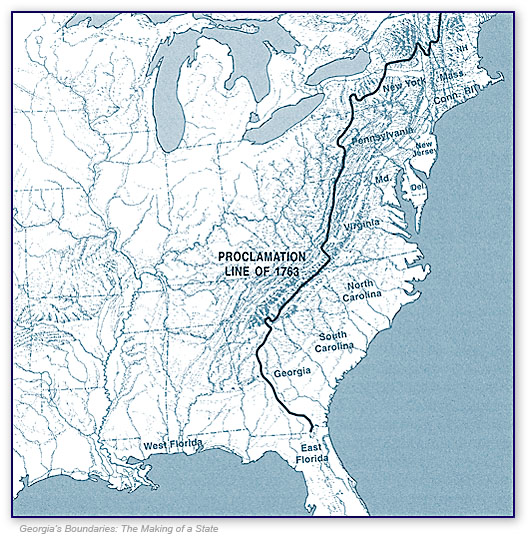 NH
New York
Mass.
Conn.
RI
Pennsylvania
New
Jersey
Md.
Del.
Virginia
PROCLAMATION
LINE OF 1763
North
Carolina
South
Carolina
Georgia
West Florida
East
Florida
Georgia's Boundaries: The Making of a State